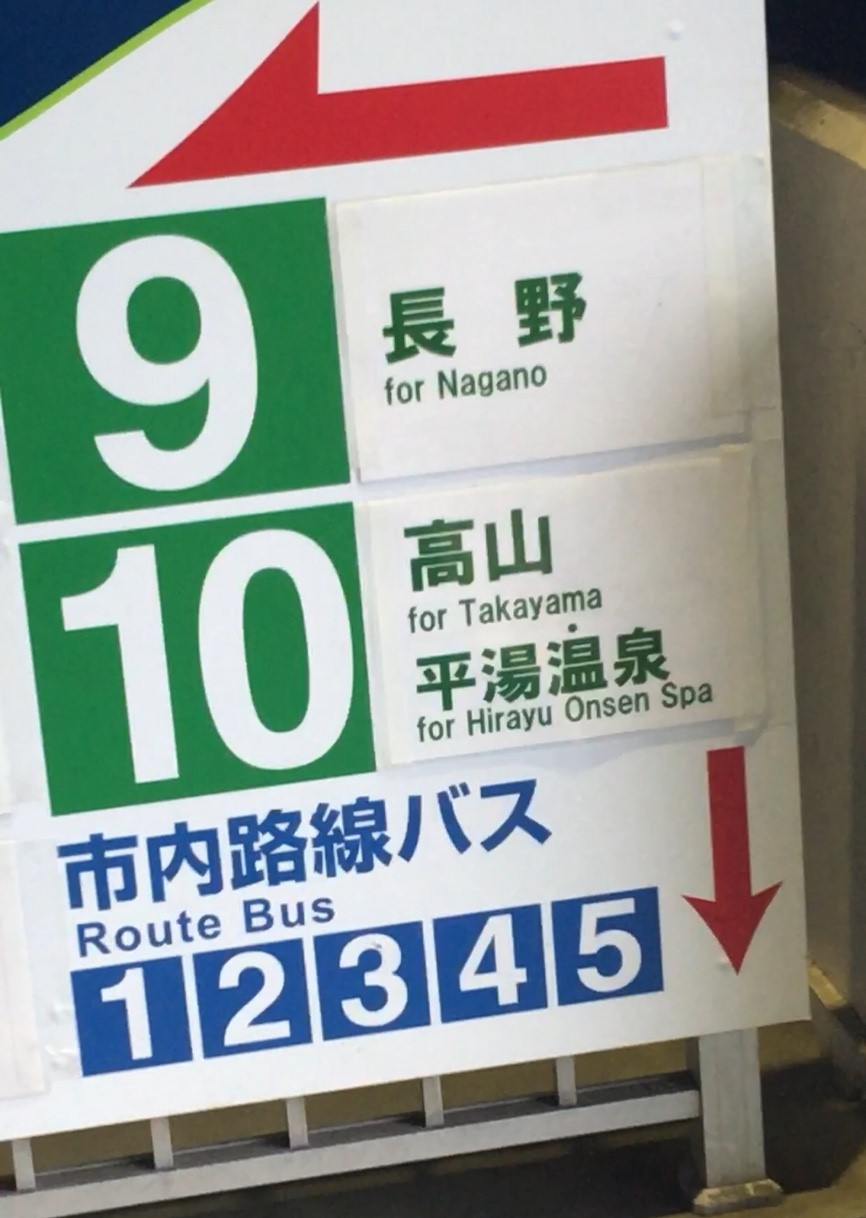 9
長野
for Nagano
10
高山
for Takayama
・
平湯温泉
for Hirayu Onsen Spa
市内路線バス
Route Bus
1 2 3 4 5